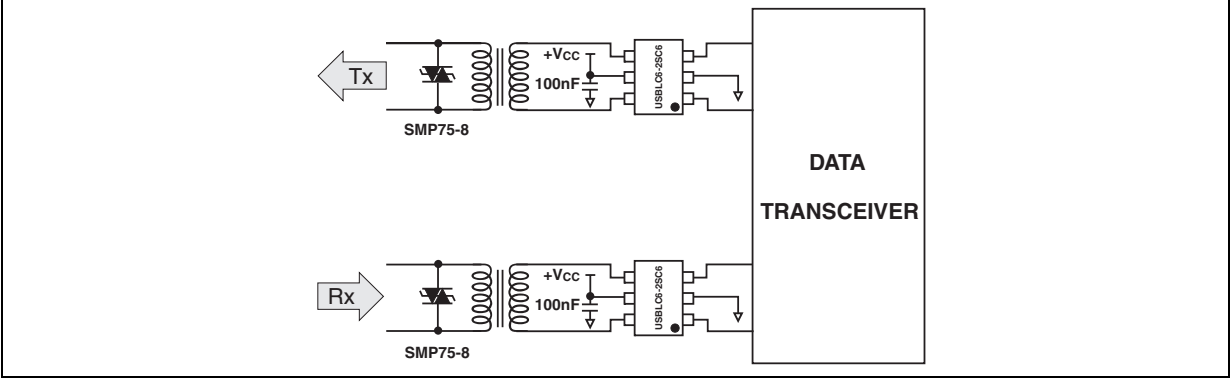 Tx
+Vcc
100nF
USBLC6-2SC6
SMP75-8
DATA
TRANSCEIVER
Rx
+Vcc
100nF
USBLC6-2SC6
SMP75-8